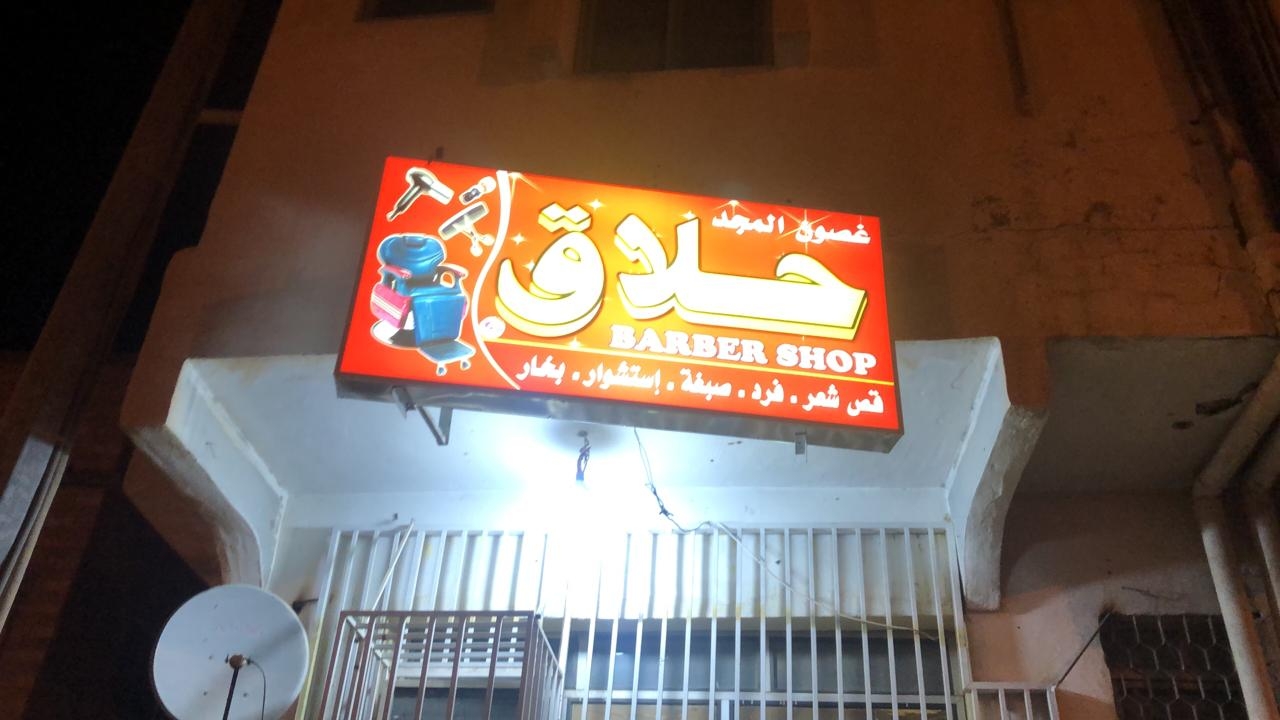 غصون المجد
حلاق
BARBER SHOP
قص شعر . فرد . صبغة . إستشوار . بخار